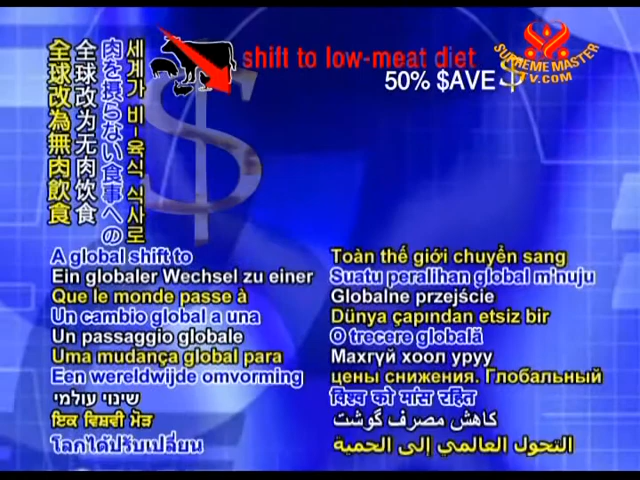 shift to low-meat diet
50% $AVE$
SUPREME MASTER
TV.COM
全球改為無肉飲食
全球改为无肉饮食
肉を摂らない食事への
세계가 비-육식 식사로
A global shift to
Ein globaler Wechsel zu einer
Que le monde passe à
Un cambio global a una
Un passaggio globale
Uma mudança global para
Een wereldwijde omvorming
שינוי עולמי
ਇਕ ਵਿਸ਼ਵੀ ਮੋੜ
โลกได้ปรับเปลี่ยน
Toàn thế giới chuyển sang
Suatu peralihan global m'nuju
Globalne przejście
Dünya çapından etsiz bir
O trecere globală
Махгүй хоол уруу
цены снижения. Глобальный
विश्व को मांस रहित
کاهش مصرف گوشت
التحول العالمي إلى الحمية